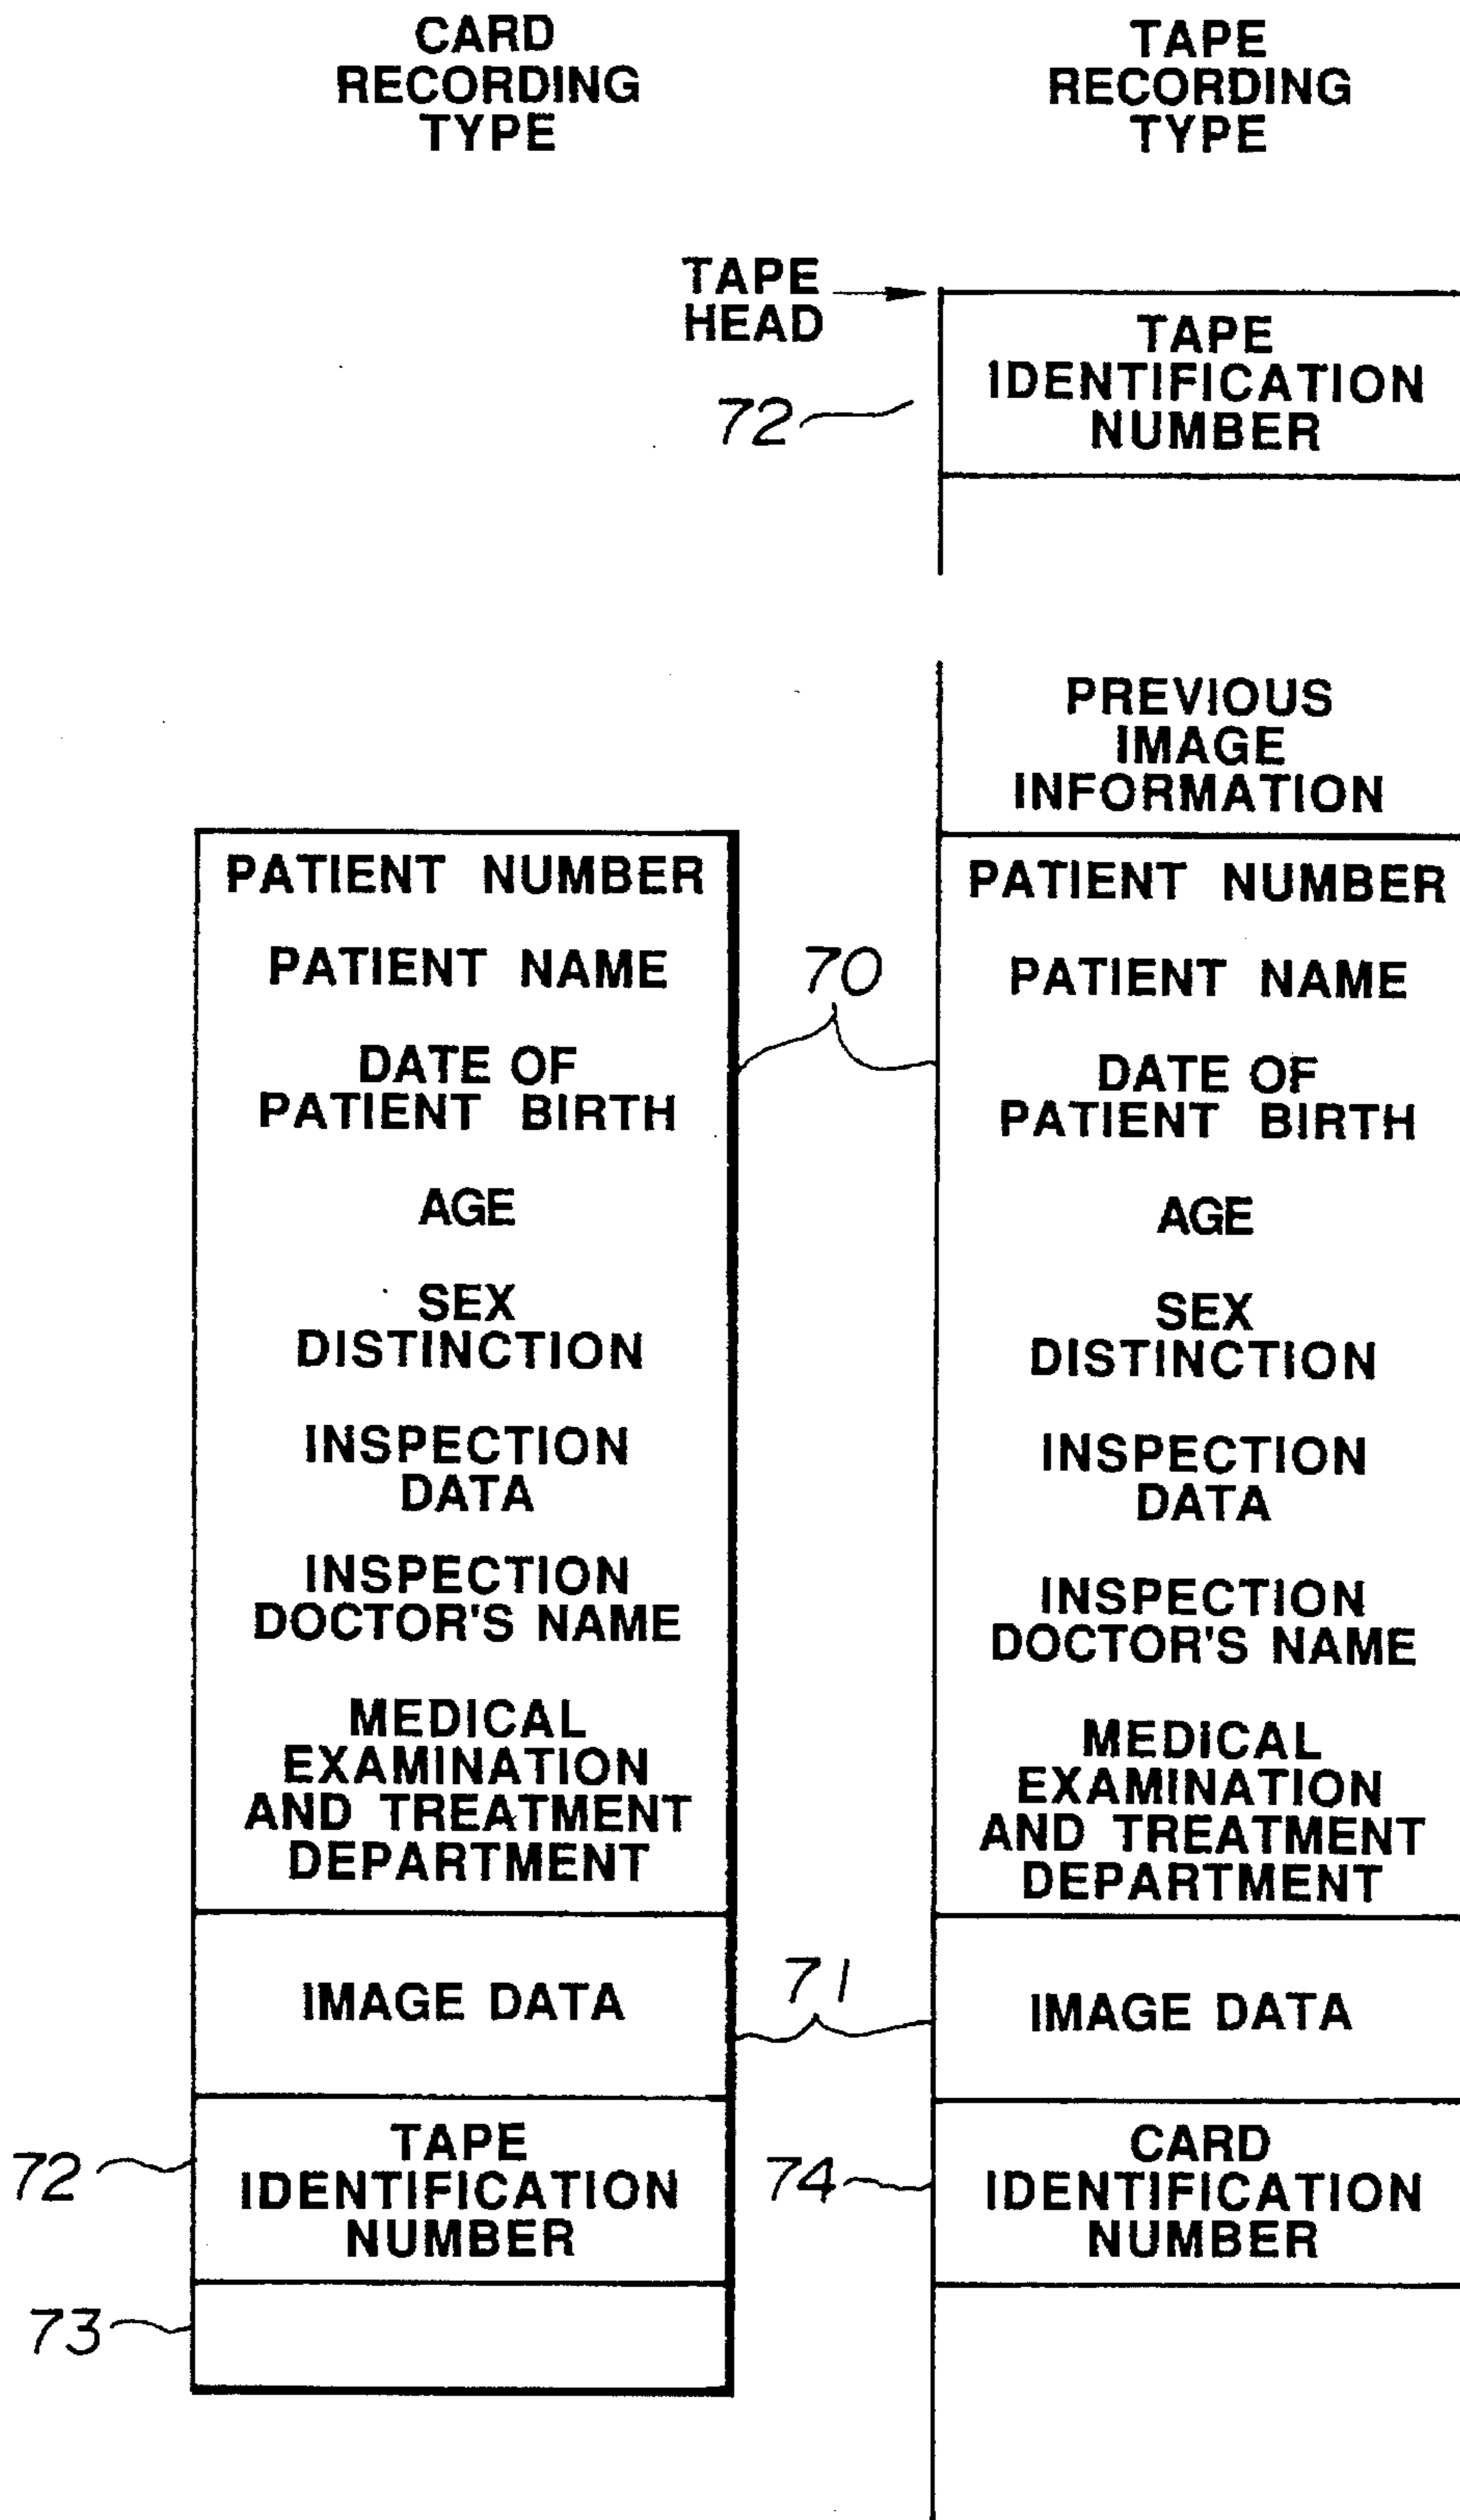 CARD
RECORDING
TYPE
TAPE
RECORDING
TYPE
TAPE
HEAD
72
TAPE
IDENTIFICATION
NUMBER
PREVIOUS
IMAGE
INFORMATION
PATIENT NUMBER
PATIENT NAME
DATE OF
PATIENT BIRTH
AGE
SEX
DISTINCTION
INSPECTION
DATA
INSPECTION
DOCTOR'S NAME
MEDICAL
EXAMINATION
AND TREATMENT
DEPARTMENT
IMAGE DATA
TAPE
IDENTIFICATION
NUMBER
72
73
70
71
74
PATIENT NUMBER
PATIENT NAME
DATE OF
PATIENT BIRTH
AGE
SEX
DISTINCTION
INSPECTION
DATA
INSPECTION
DOCTOR'S NAME
MEDICAL
EXAMINATION
AND TREATMENT
DEPARTMENT
IMAGE DATA
CARD
IDENTIFICATION
NUMBER